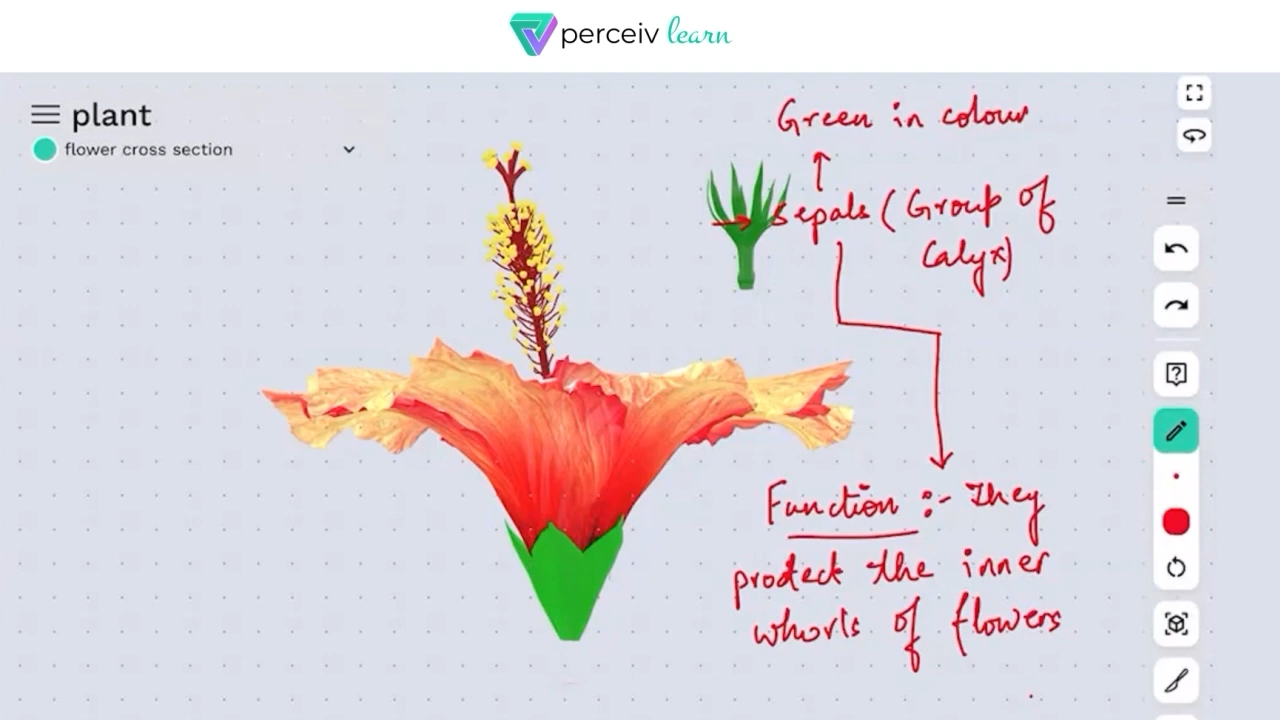 perceiv learn
plant
flower cross section
Green in colour
sepals (Group of
Calyx)
Function :- They
protect the inner
whorls of flowers